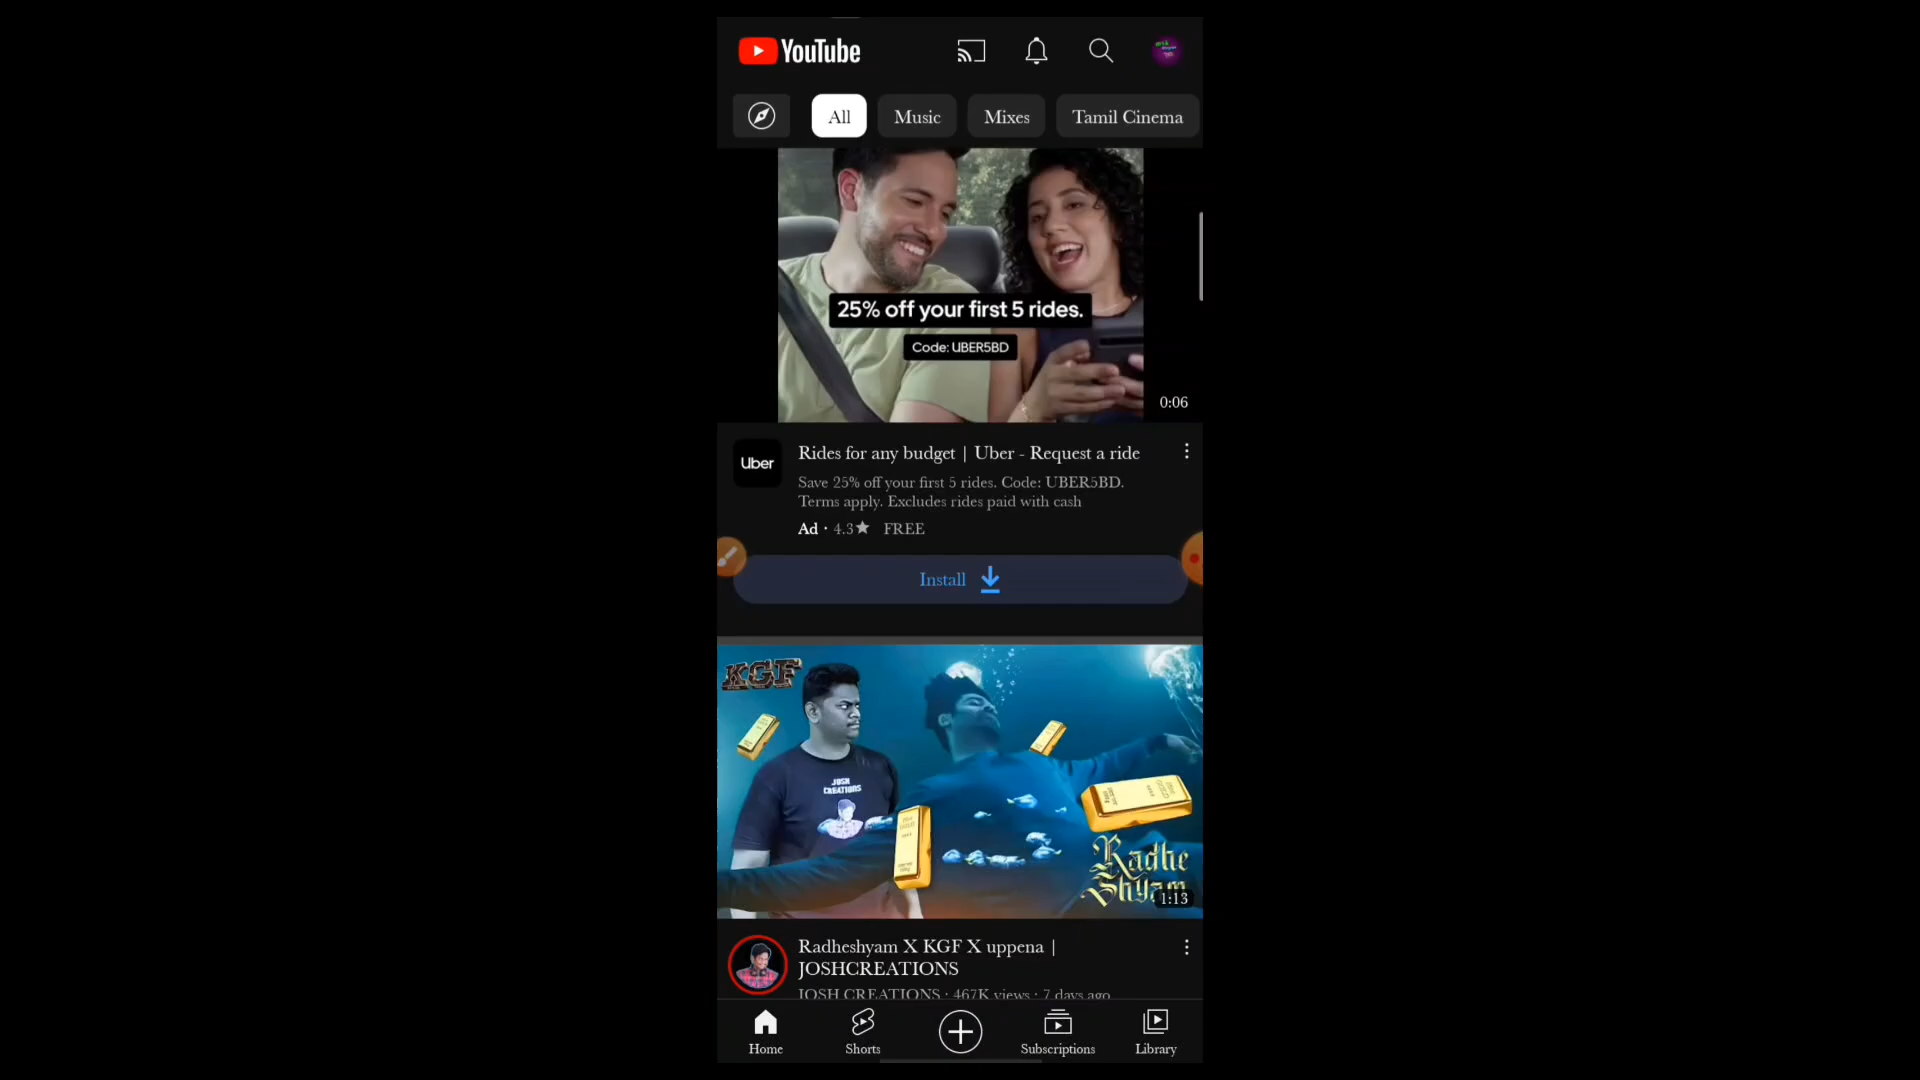 YouTube
All Music Mixes Tamil Cinema
25% off your first 5 rides.
Code: UBER5BD
0:06
Uber
Rides for any budget | Uber - Request a ride
Save 25% off your first 5 rides. Code: UBER5BD.
Terms apply. Excludes rides paid with cash
Ad · 4.3★ FREE
Install
KGF
JOSH
CREATIONS
Radhe
Shyam
1:13
Radheshyam X KGF X uppena |
JOSHCREATIONS
JOSH CREATIONS · 467K views · 7 days ago
Home Shorts Subscriptions Library